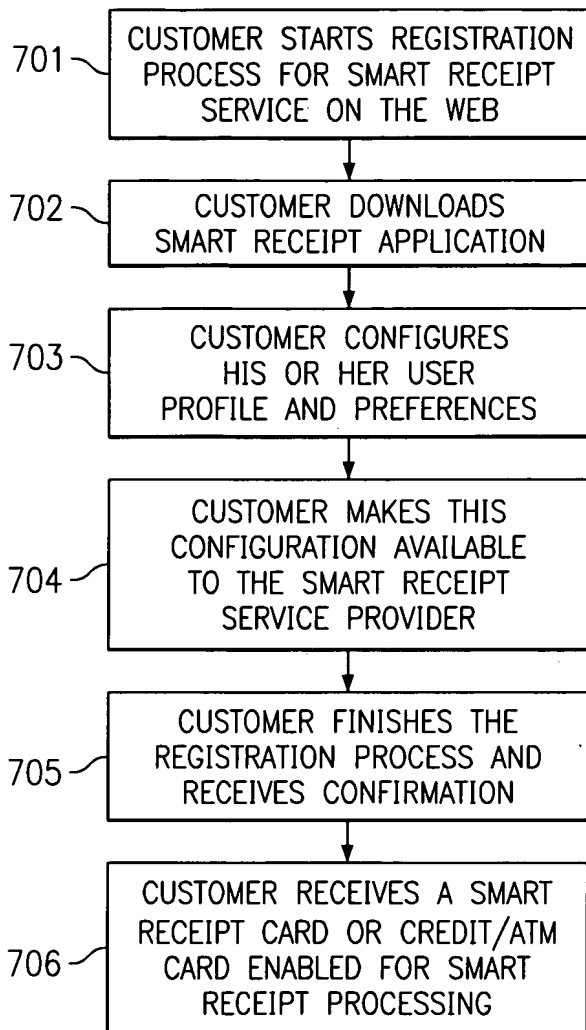 701
CUSTOMER STARTS REGISTRATION
PROCESS FOR SMART RECEIPT
SERVICE ON THE WEB
702
CUSTOMER DOWNLOADS
SMART RECEIPT APPLICATION
703
CUSTOMER CONFIGURES
HIS OR HER USER
PROFILE AND PREFERENCES
704
CUSTOMER MAKES THIS
CONFIGURATION AVAILABLE
TO THE SMART RECEIPT
SERVICE PROVIDER
705
CUSTOMER FINISHES THE
REGISTRATION PROCESS AND
RECEIVES CONFIRMATION
706
CUSTOMER RECEIVES A SMART
RECEIPT CARD OR CREDIT/ATM
CARD ENABLED FOR SMART
RECEIPT PROCESSING